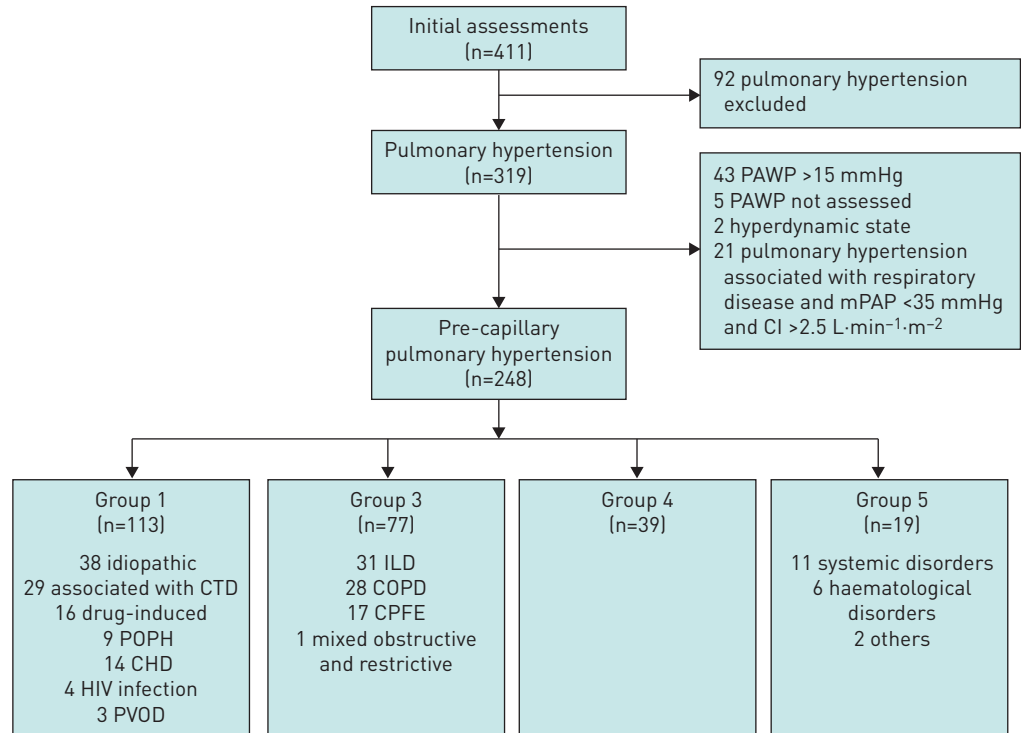 Initial assessments
(n=411)
92 pulmonary hypertension
excluded
Pulmonary hypertension
(n=319)
43 PAWP >15 mmHg
5 PAWP not assessed
2 hyperdynamic state
21 pulmonary hypertension
associated with respiratory
disease and mPAP <35 mmHg
and CI >2.5 L·min⁻¹·m⁻²
Pre-capillary
pulmonary hypertension
(n=248)
Group 1
(n=113)
38 idiopathic
29 associated with CTD
16 drug-induced
9 POPH
14 CHD
4 HIV infection
3 PVOD
Group 3
(n=77)
31 ILD
28 COPD
17 CPFE
1 mixed obstructive
and restrictive
Group 4
(n=39)
Group 5
(n=19)
11 systemic disorders
6 haematological
disorders
2 others